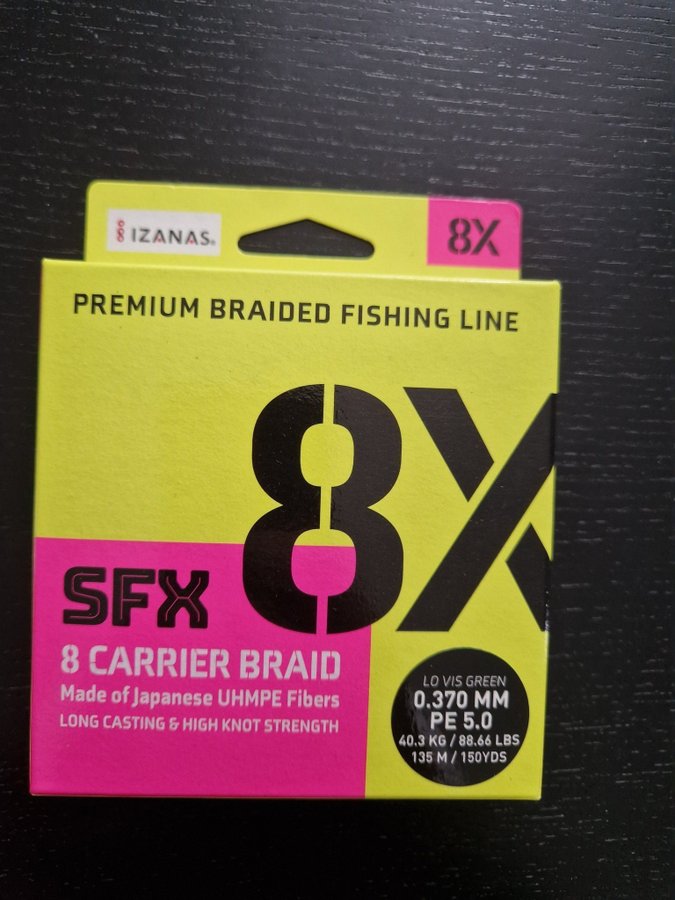 IZANAS®
8X
PREMIUM BRAIDED FISHING LINE
8X
SFX
8 CARRIER BRAID
Made of Japanese UHMPE Fibers
LONG CASTING & HIGH KNOT STRENGTH
LO VIS GREEN
0.370 MM
PE 5.0
40.3 KG / 88.66 LBS
135 M / 150YDS